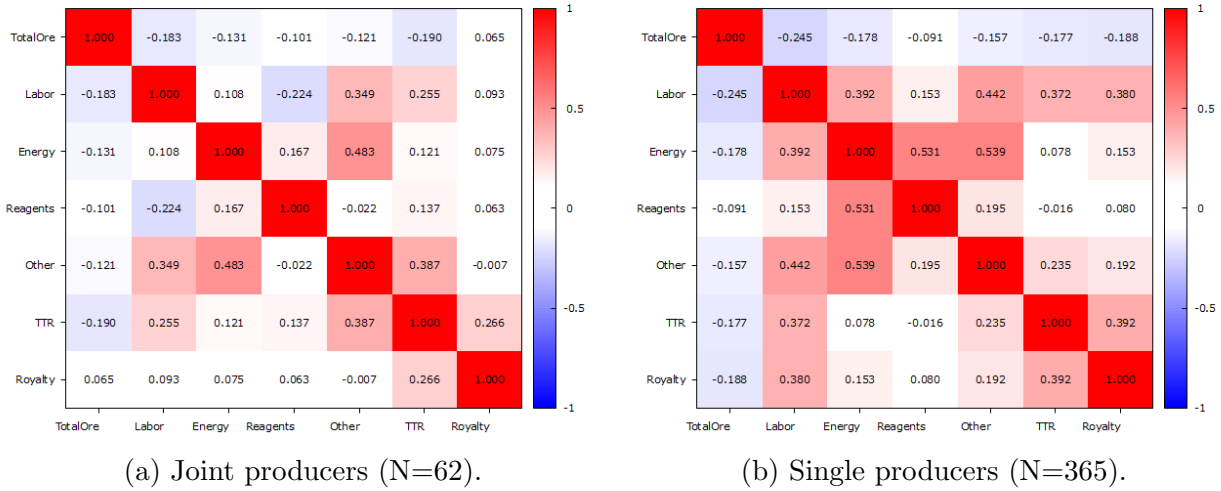 TotalOre 1.000 -0.183 -0.131 -0.101 -0.121 -0.190 0.065
Labor -0.183 1.000 0.108 -0.224 0.349 0.255 0.093
Energy -0.131 0.108 1.000 0.167 0.483 0.121 0.075
Reagents -0.101 -0.224 0.167 1.000 -0.022 0.137 0.063
Other -0.121 0.349 0.483 -0.022 1.000 0.387 -0.007
TTR -0.190 0.255 0.121 0.137 0.387 1.000 0.266
Royalty 0.065 0.093 0.075 0.063 -0.007 0.266 1.000
TotalOre Labor Energy Reagents Other TTR Royalty
1
0.5
0
-0.5
-1
(a) Joint producers (N=62).
TotalOre 1.000 -0.245 -0.178 -0.091 -0.157 -0.177 -0.188
Labor -0.245 1.000 0.392 0.153 0.442 0.372 0.380
Energy -0.178 0.392 1.000 0.531 0.539 0.078 0.153
Reagents -0.091 0.153 0.531 1.000 0.195 -0.016 0.080
Other -0.157 0.442 0.539 0.195 1.000 0.235 0.192
TTR -0.177 0.372 0.078 -0.016 0.235 1.000 0.392
Royalty -0.188 0.380 0.153 0.080 0.192 0.392 1.000
TotalOre Labor Energy Reagents Other TTR Royalty
1
0.5
0
-0.5
-1
(b) Single producers (N=365).